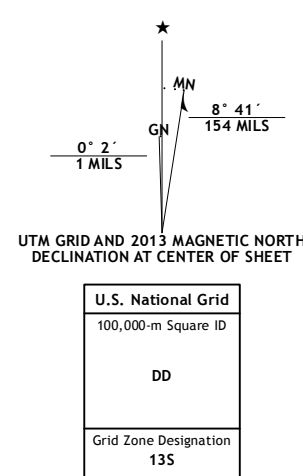 ★
MN
GN
8° 41´
154 MILS
0° 2´
1 MILS
UTM GRID AND 2013 MAGNETIC NORTH
DECLINATION AT CENTER OF SHEET
U.S. National Grid
100,000-m Square ID
DD
Grid Zone Designation
13S